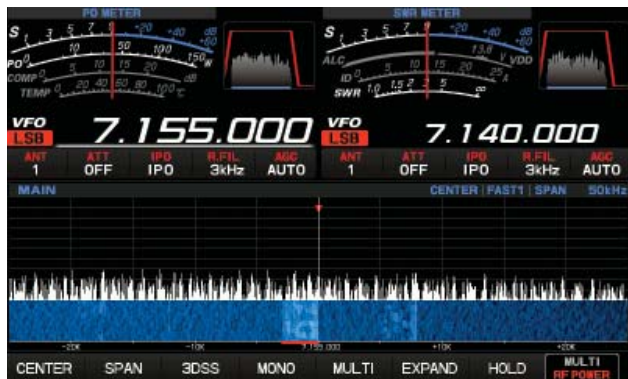 PO METER
SWR METER
S 1 3 5 7 9 +20 +40 dB +60
PO 0 10 50 100 150 W
COMP 0 5 10 15 20 dB
TEMP 0 20 40 60 80 100 °C
S 1 3 5 7 9 +20 +40 dB +60
ALC 13.8 V VDD
ID 0 5 10 15 20 25 A
SWR 1.0 1.5 2 3 5 ∞
VFO
LSB
7.155.000
VFO
LSB
7.140.000
ANT ATT IPO R.FIL AGC
1 OFF IPO 3kHz AUTO
ANT ATT IPO R.FIL AGC
1 OFF IPO 3kHz AUTO
MAIN
CENTER | FAST1 | SPAN 50kHz
-20K -10K 7.155.000 +10K +20K
CENTER SPAN 3DSS MONO MULTI EXPAND HOLD
MULTI
RF POWER